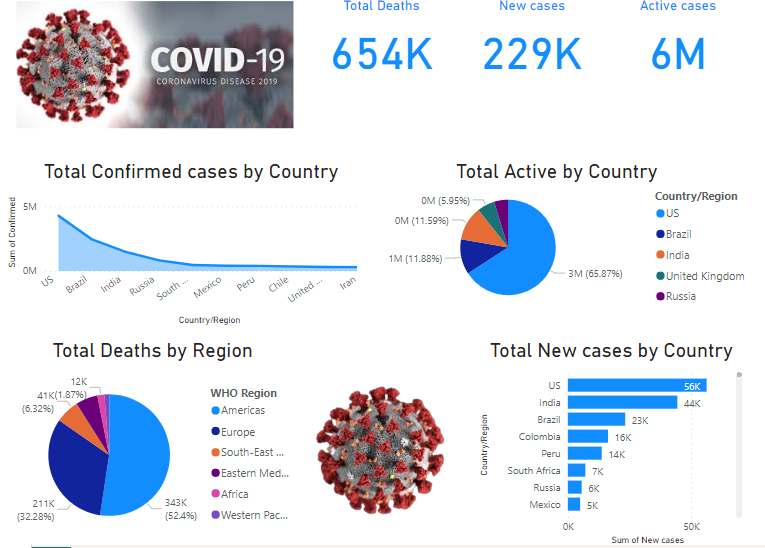 Total Deaths
New cases
Active cases
COVID-19
CORONAVIRUS DISEASE 2019
654K
229K
6M
Total Confirmed cases by Country
Sum of Confirmed
5M
0M
US
Brazil
India
Russia
South ...
Mexico
Peru
Chile
United ...
Iran
Country/Region
Total Active by Country
0M (5.95%)
0M (11.59%)
1M (11.88%)
3M (65.87%)
Country/Region
US
Brazil
India
United Kingdom
Russia
Total Deaths by Region
12K
(1.87%)
41K
(6.32%)
211K
(32.28%)
343K
(52.4%)
WHO Region
Americas
Europe
South-East ...
Eastern Med...
Africa
Western Pac...
Total New cases by Country
Country/Region
US 56K
India 44K
Brazil 23K
Colombia 16K
Peru 14K
South Africa 7K
Russia 6K
Mexico 5K
0K 50K
Sum of New cases